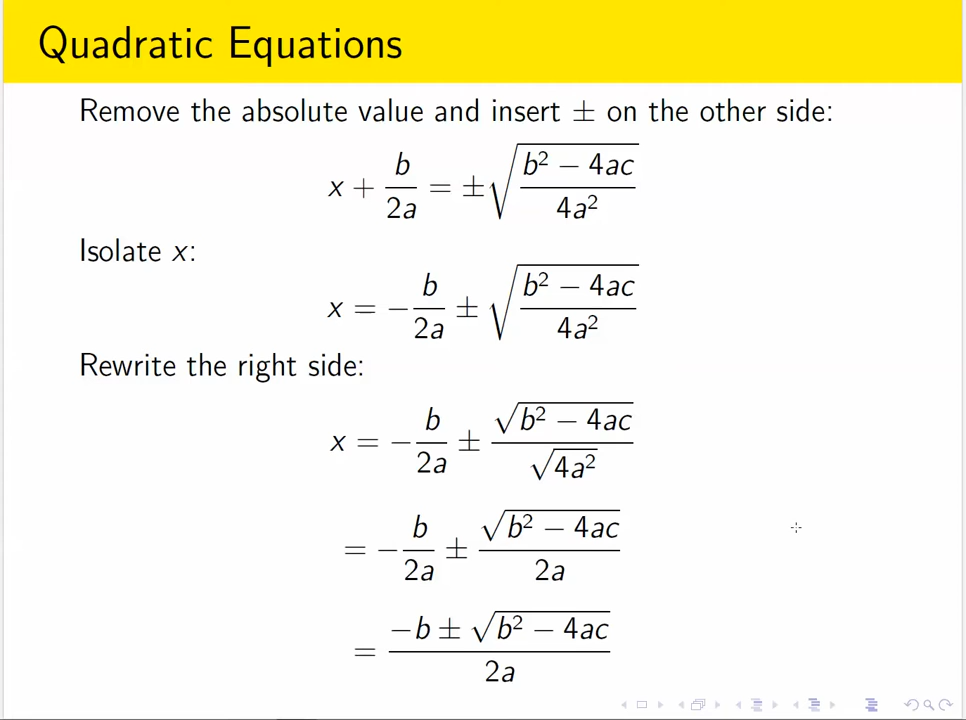 Quadratic Equations
Remove the absolute value and insert ± on the other side:
x + b/2a = ±√((b² − 4ac)/(4a²))
Isolate x:
x = − b/2a ± √((b² − 4ac)/(4a²))
Rewrite the right side:
x = − b/2a ± √(b² − 4ac)/√(4a²)
= − b/2a ± √(b² − 4ac)/2a
= (−b ± √(b² − 4ac))/2a